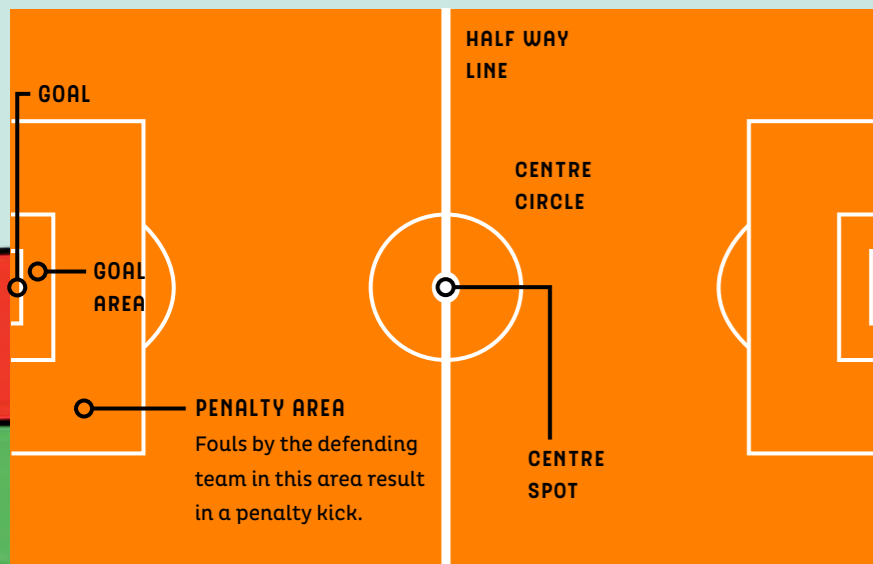 HALF WAY
LINE
GOAL
CENTRE
CIRCLE
GOAL
AREA
PENALTY AREA
Fouls by the defending
team in this area result
in a penalty kick.
CENTRE
SPOT